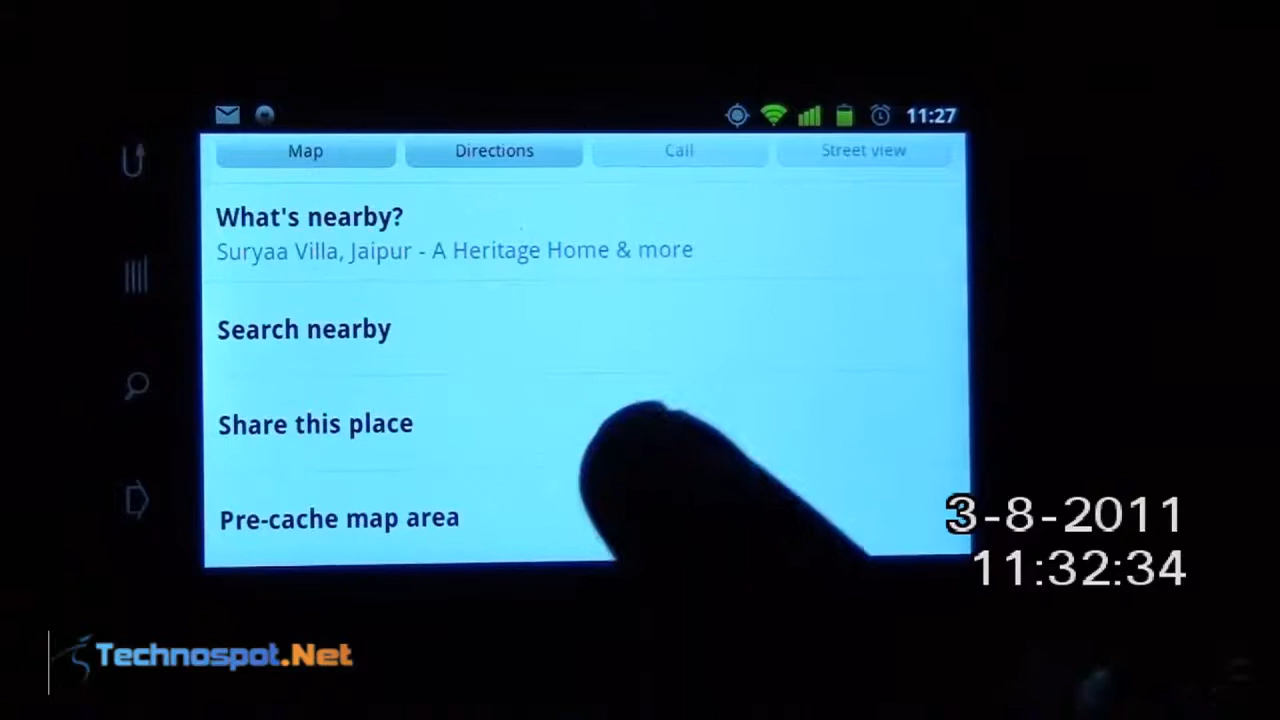 11:27
Map
Directions
Call
Street view
What's nearby?
Suryaa Villa, Jaipur - A Heritage Home & more
Search nearby
Share this place
Pre-cache map area
3-8-2011
11:32:34
Technospot.Net